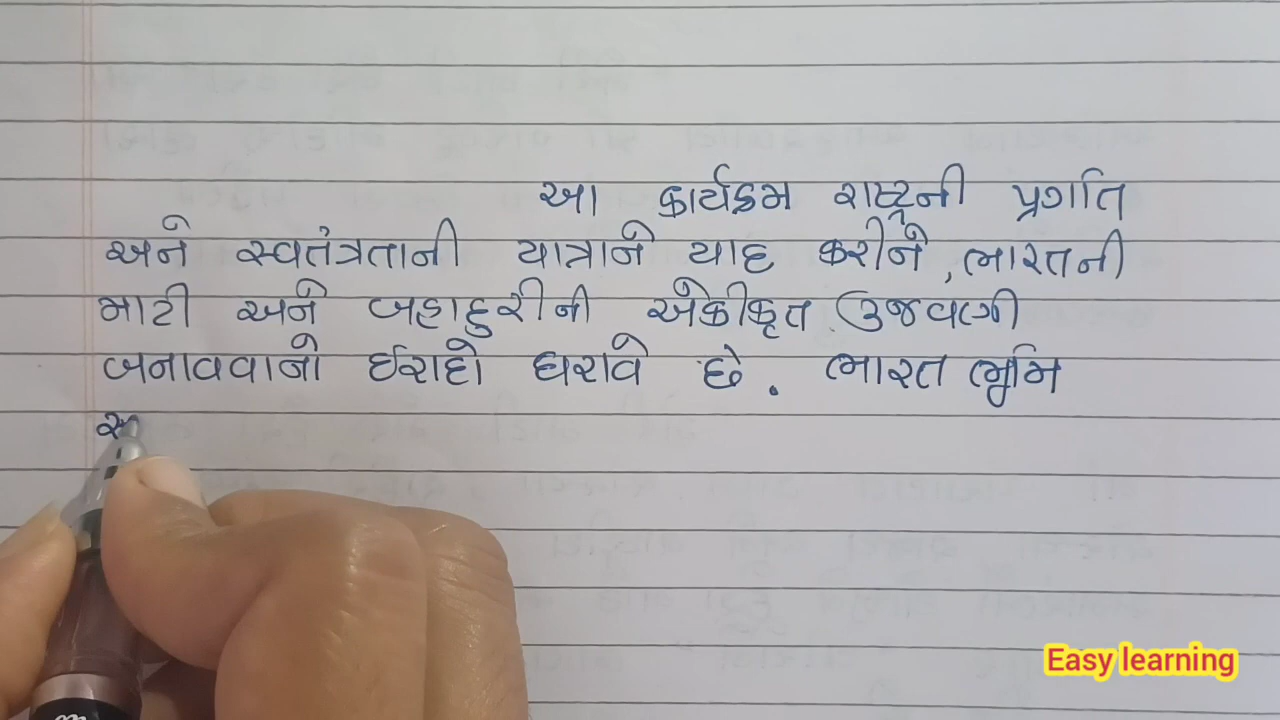 આ કાર્યક્રમ રાષ્ટ્રની પ્રગતિ
અને સ્વતંત્રતાની યાત્રાને યાદ કરીને, ભારતની
માટી અને બહાદુરીની એકીકૃત ઉજવણી
બનાવવાનો ઈરાદો ધરાવે છે. ભારત ભૂમિ
Easy learning